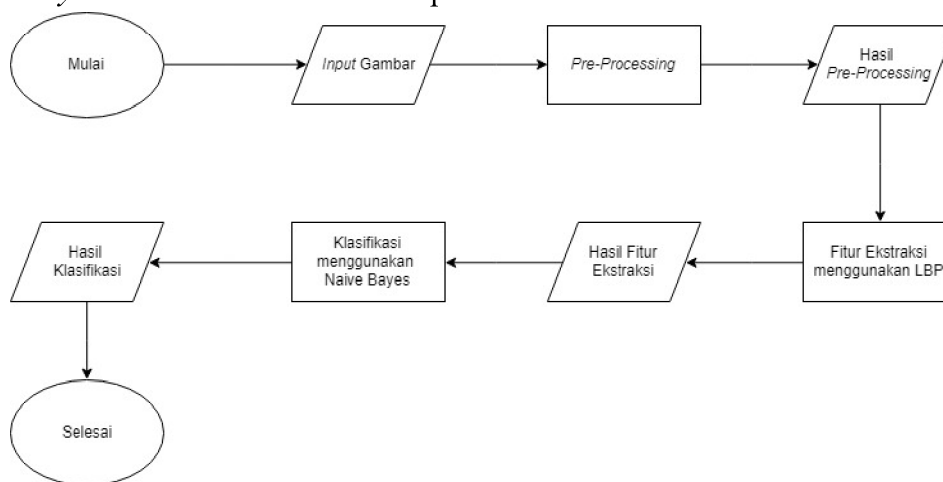 Mulai
Input Gambar
Pre-Processing
Hasil
Pre-Processing
Fitur Ekstraksi
menggunakan LBP
Hasil Fitur
Ekstraksi
Klasifikasi
menggunakan
Naive Bayes
Hasil
Klasifikasi
Selesai